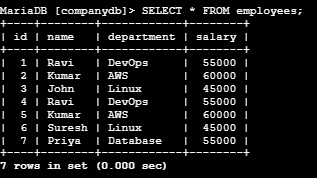 MariaDB [companydb]> SELECT * FROM employees;
+----+--------+------------+--------+
| id | name   | department | salary |
+----+--------+------------+--------+
|  1 | Ravi   | DevOps     |  55000 |
|  2 | Kumar  | AWS        |  60000 |
|  3 | John   | Linux      |  45000 |
|  4 | Ravi   | DevOps     |  55000 |
|  5 | Kumar  | AWS        |  60000 |
|  6 | Suresh | Linux      |  45000 |
|  7 | Priya  | Database   |  55000 |
+----+--------+------------+--------+
7 rows in set (0.000 sec)